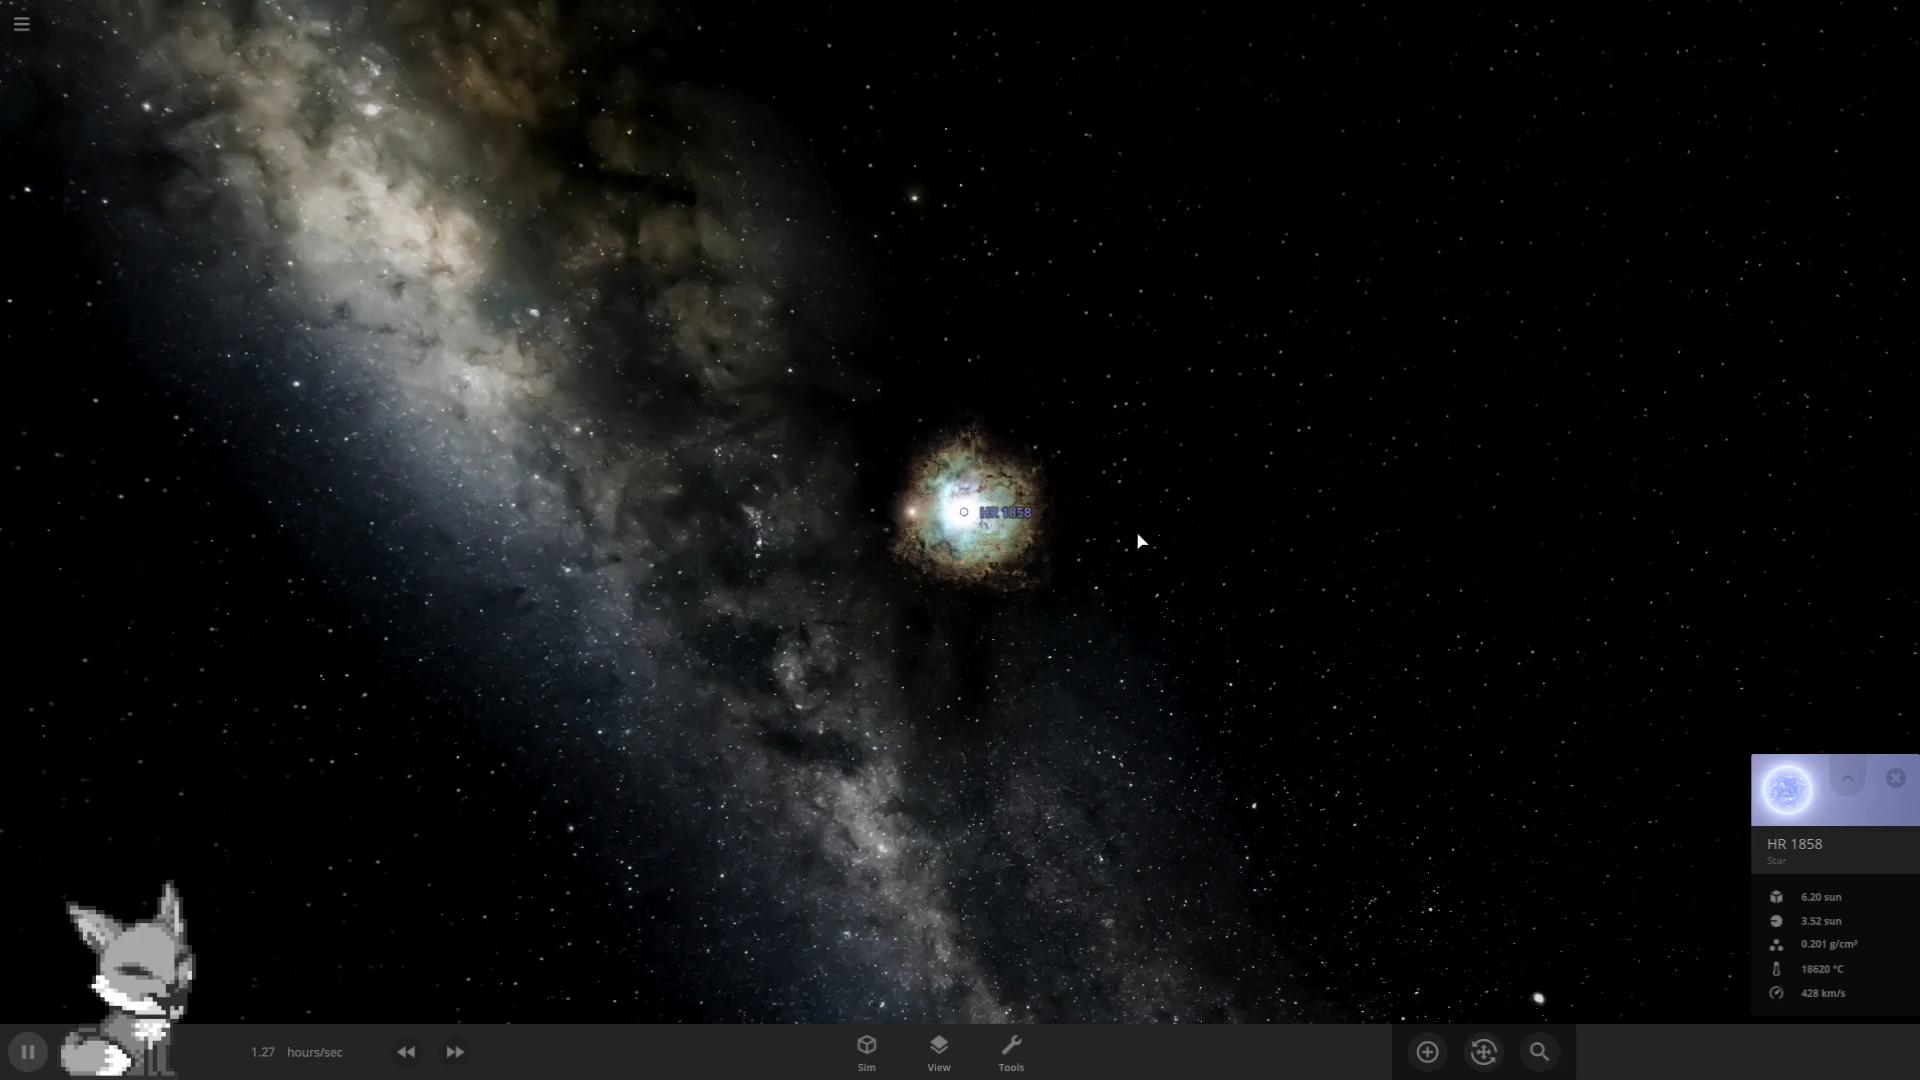 HR 1858
HR 1858
Star
6.20 sun
3.52 sun
0.201 g/cm³
18620 °C
428 km/s
1.27 hours/sec
Sim
View
Tools